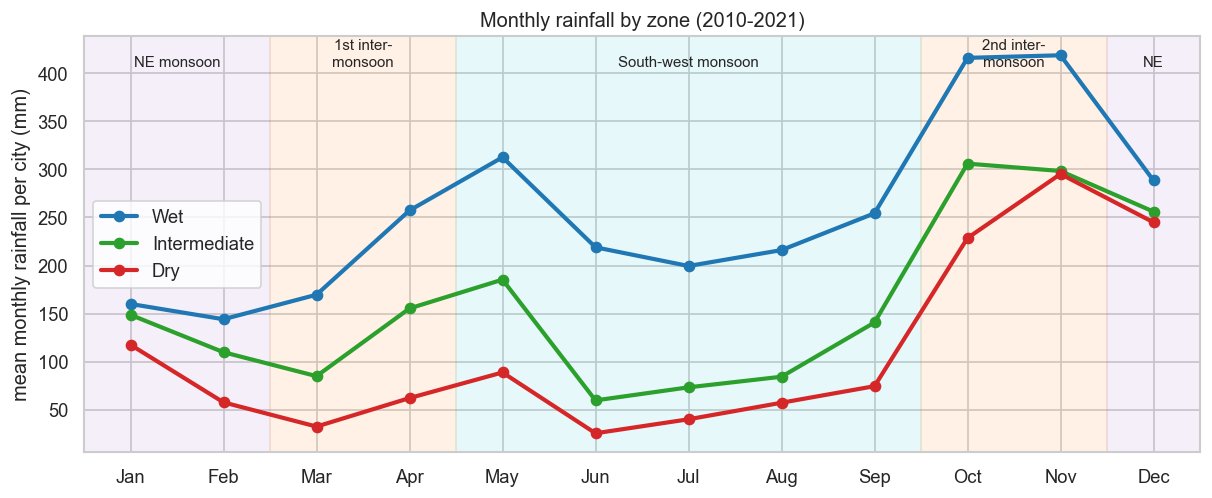 Monthly rainfall by zone (2010-2021)
NE monsoon
1st inter-
monsoon
South-west monsoon
2nd inter-
monsoon
NE
mean monthly rainfall per city (mm)
400
350
300
250
200
150
100
50
Wet
Intermediate
Dry
Jan Feb Mar Apr May Jun Jul Aug Sep Oct Nov Dec